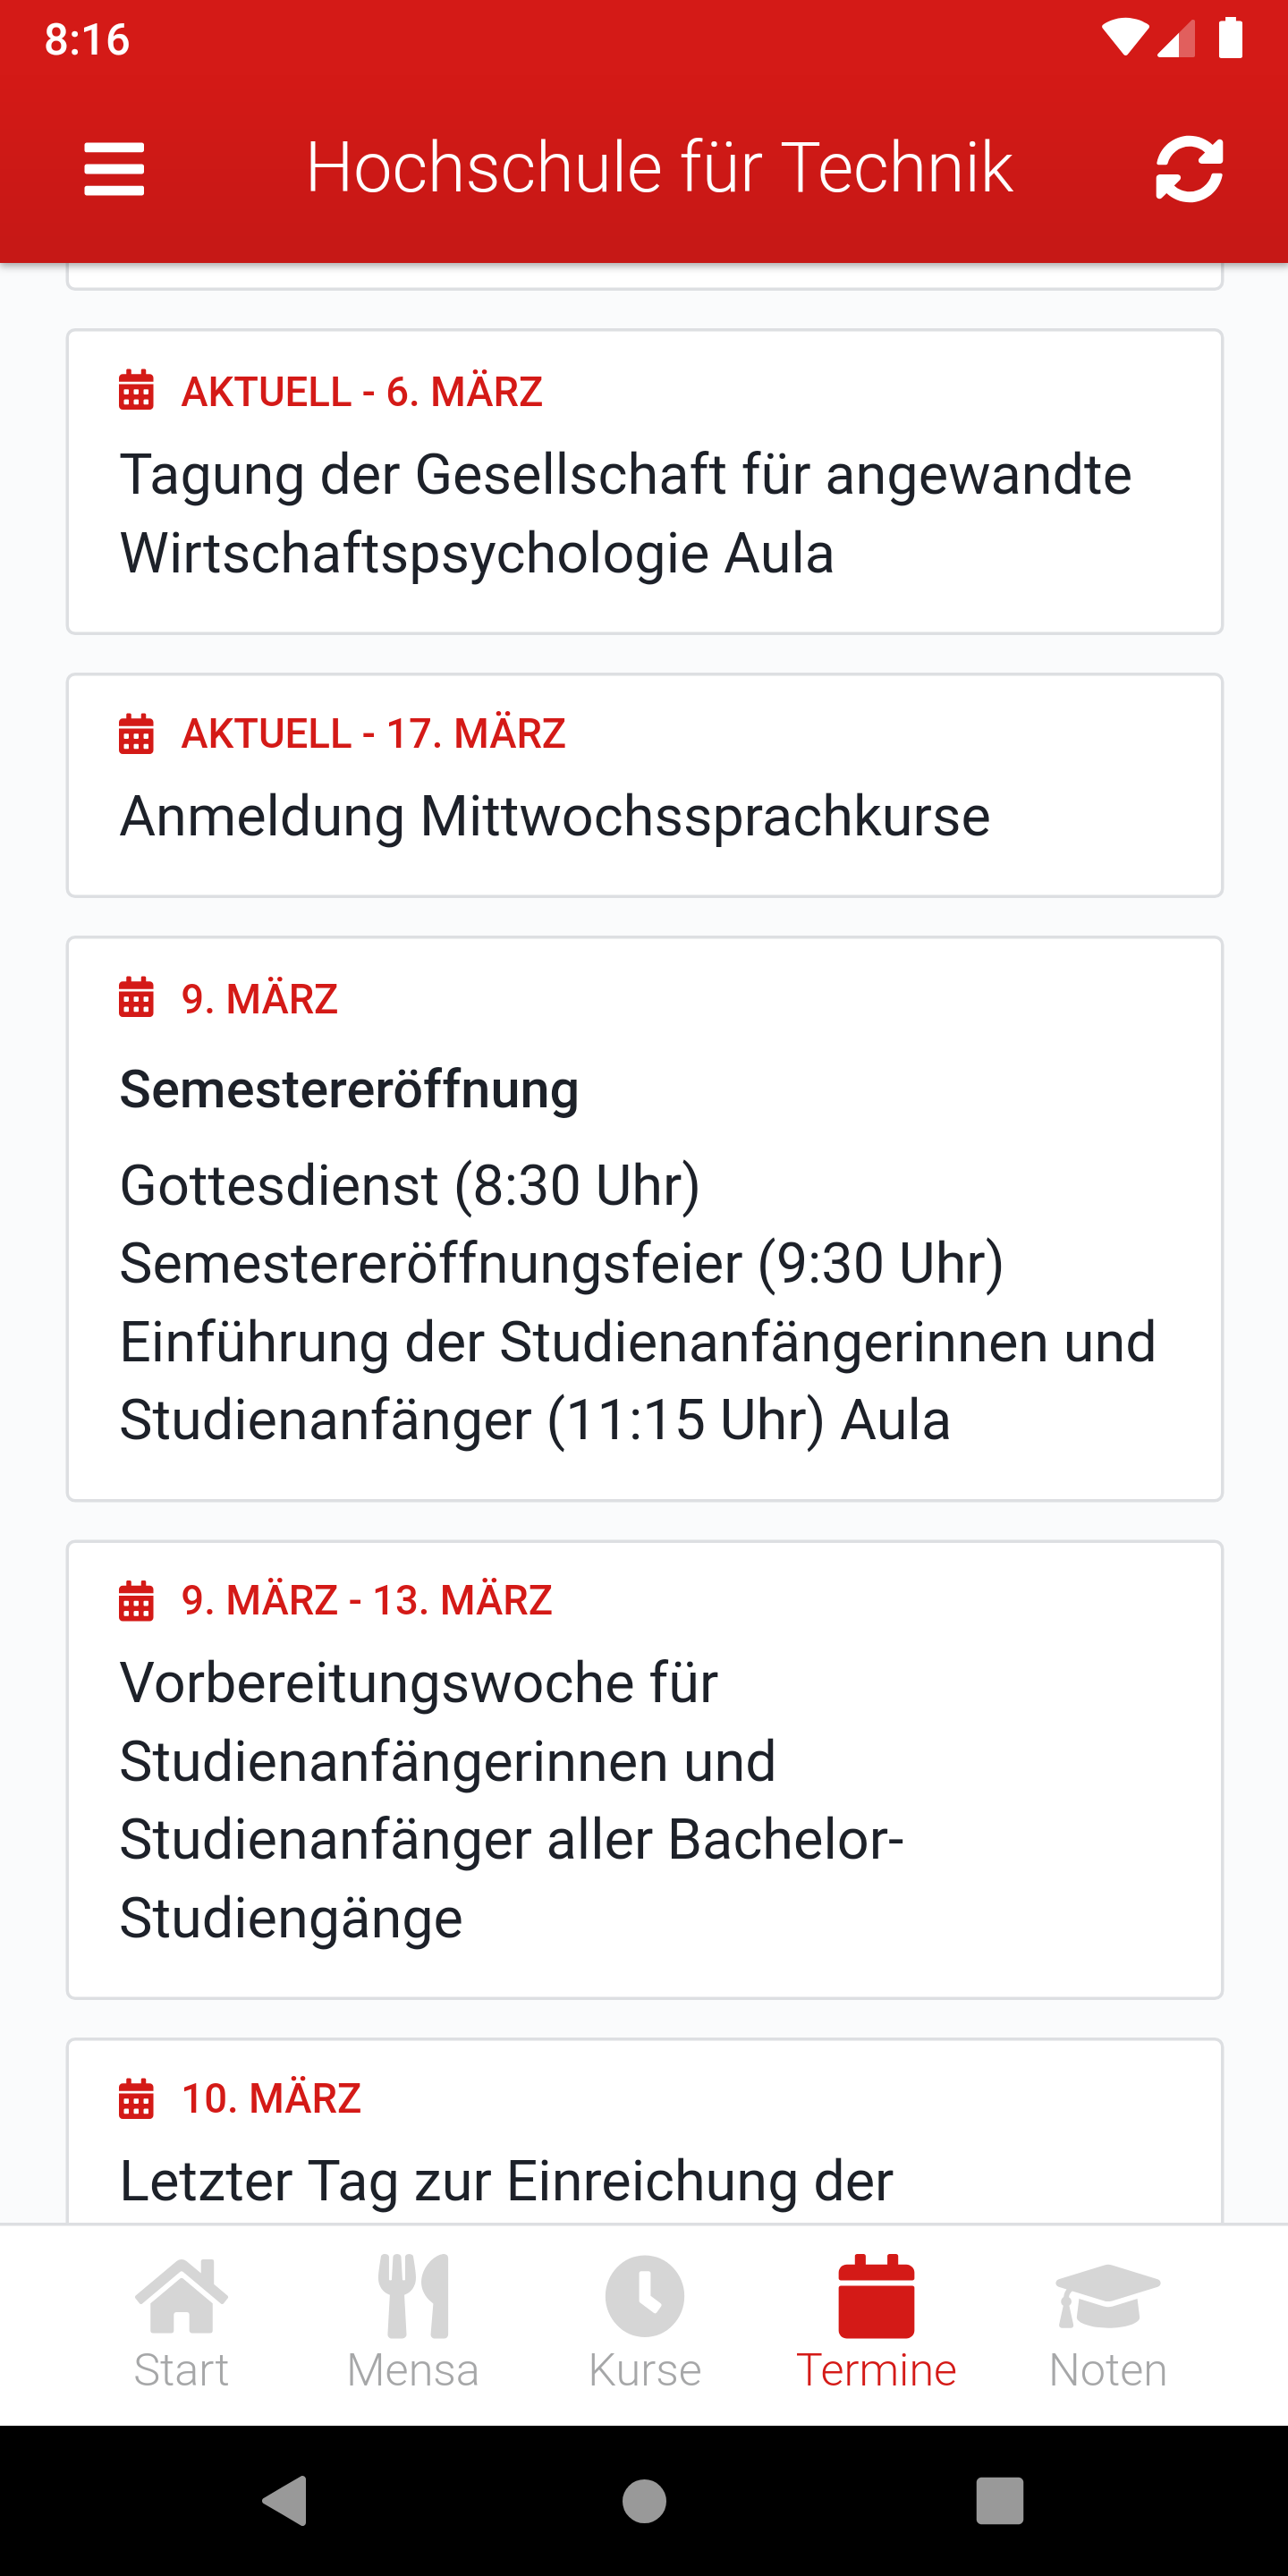 8:16
Hochschule für Technik
AKTUELL - 6. MÄRZ
Tagung der Gesellschaft für angewandte
Wirtschaftspsychologie Aula
AKTUELL - 17. MÄRZ
Anmeldung Mittwochssprachkurse
9. MÄRZ
Semestereröffnung
Gottesdienst (8:30 Uhr)
Semestereröffnungsfeier (9:30 Uhr)
Einführung der Studienanfängerinnen und
Studienanfänger (11:15 Uhr) Aula
9. MÄRZ - 13. MÄRZ
Vorbereitungswoche für
Studienanfängerinnen und
Studienanfänger aller Bachelor-
Studiengänge
10. MÄRZ
Letzter Tag zur Einreichung der
Start
Mensa
Kurse
Termine
Noten